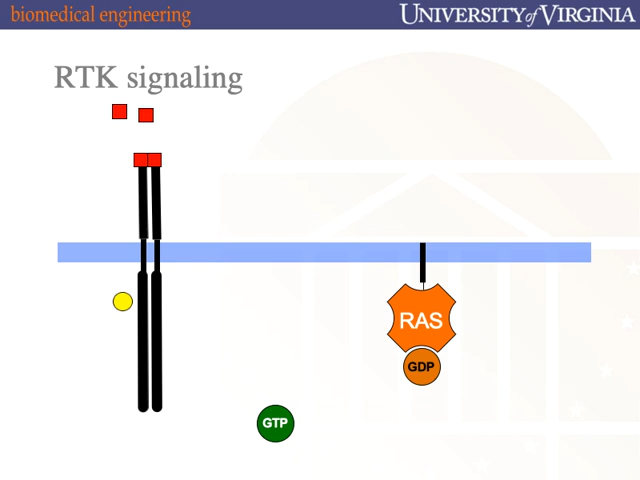 biomedical engineering
UNIVERSITY of VIRGINIA
RTK signaling
RAS
GDP
GTP